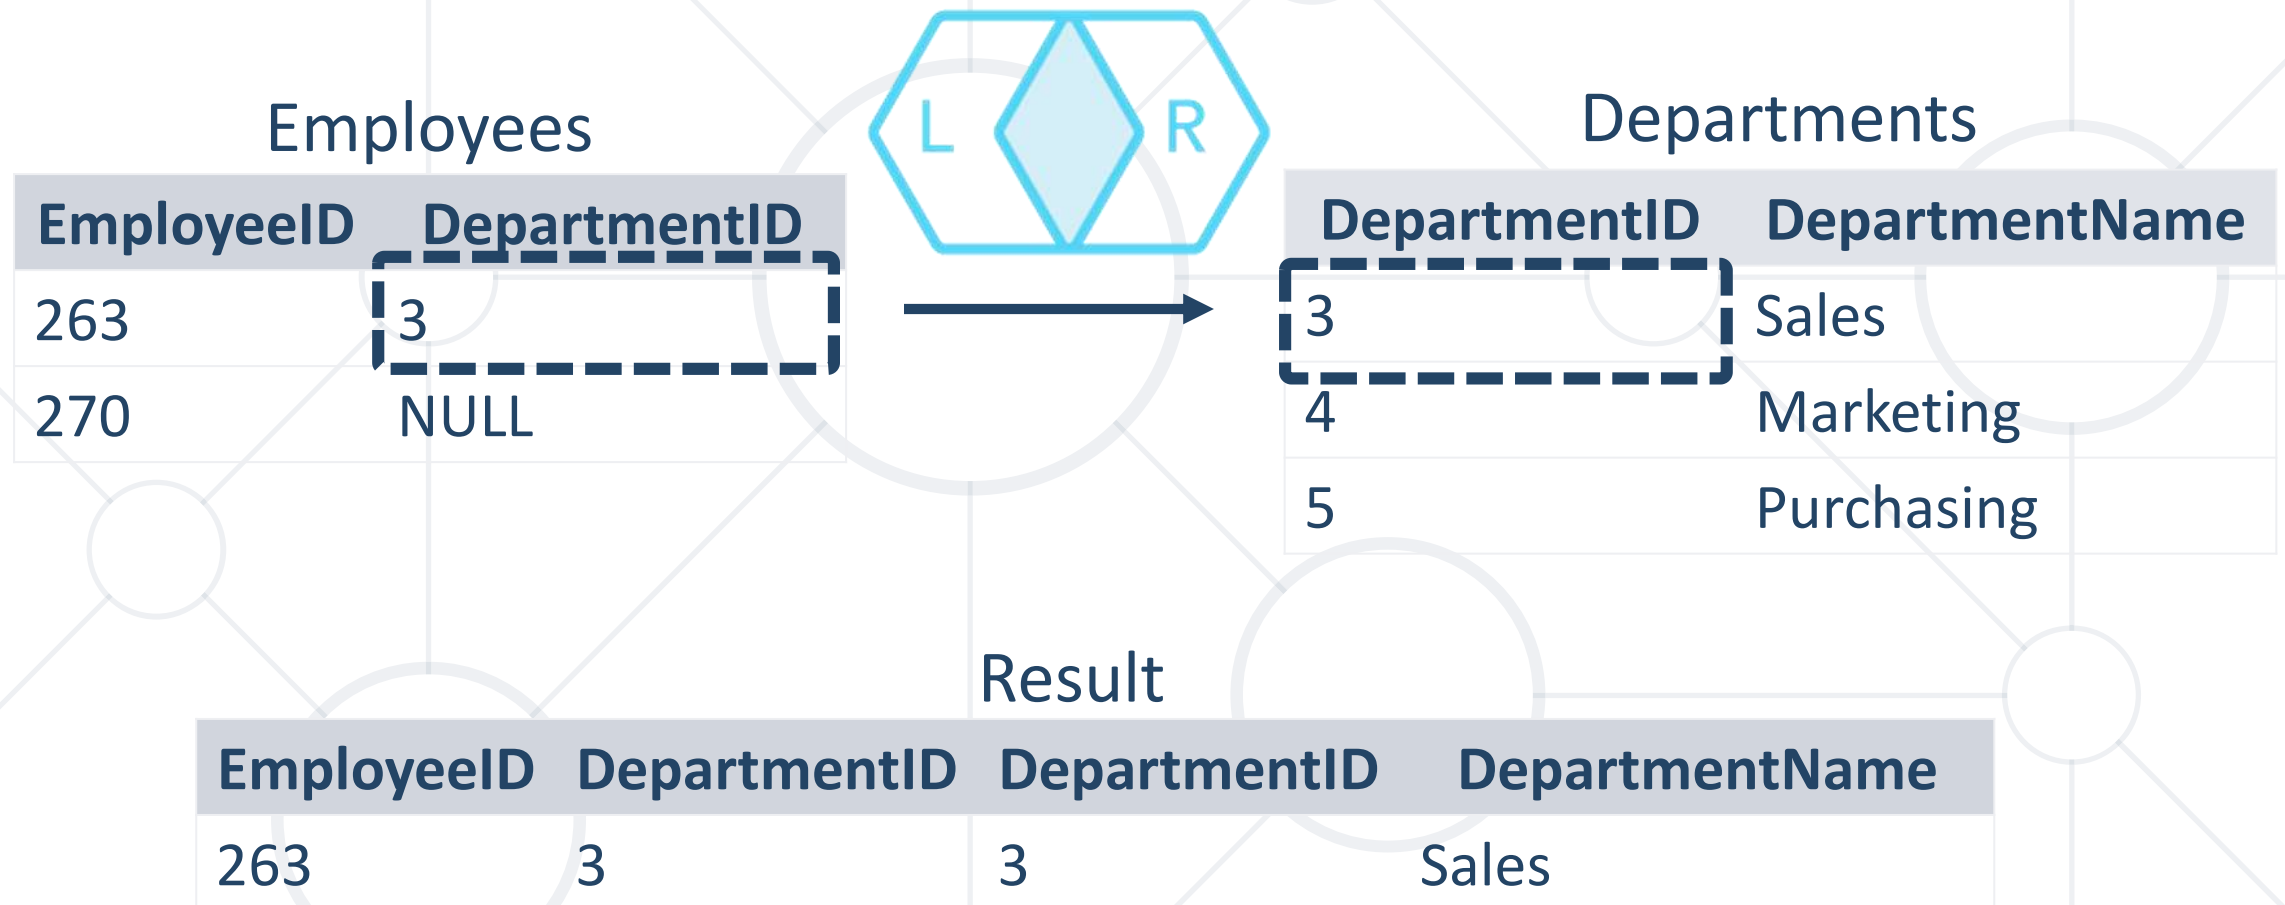 L R
Employees
EmployeeID DepartmentID
263 3
270 NULL
Departments
DepartmentID DepartmentName
3 Sales
4 Marketing
5 Purchasing
Result
EmployeeID DepartmentID DepartmentID DepartmentName
263 3 3 Sales